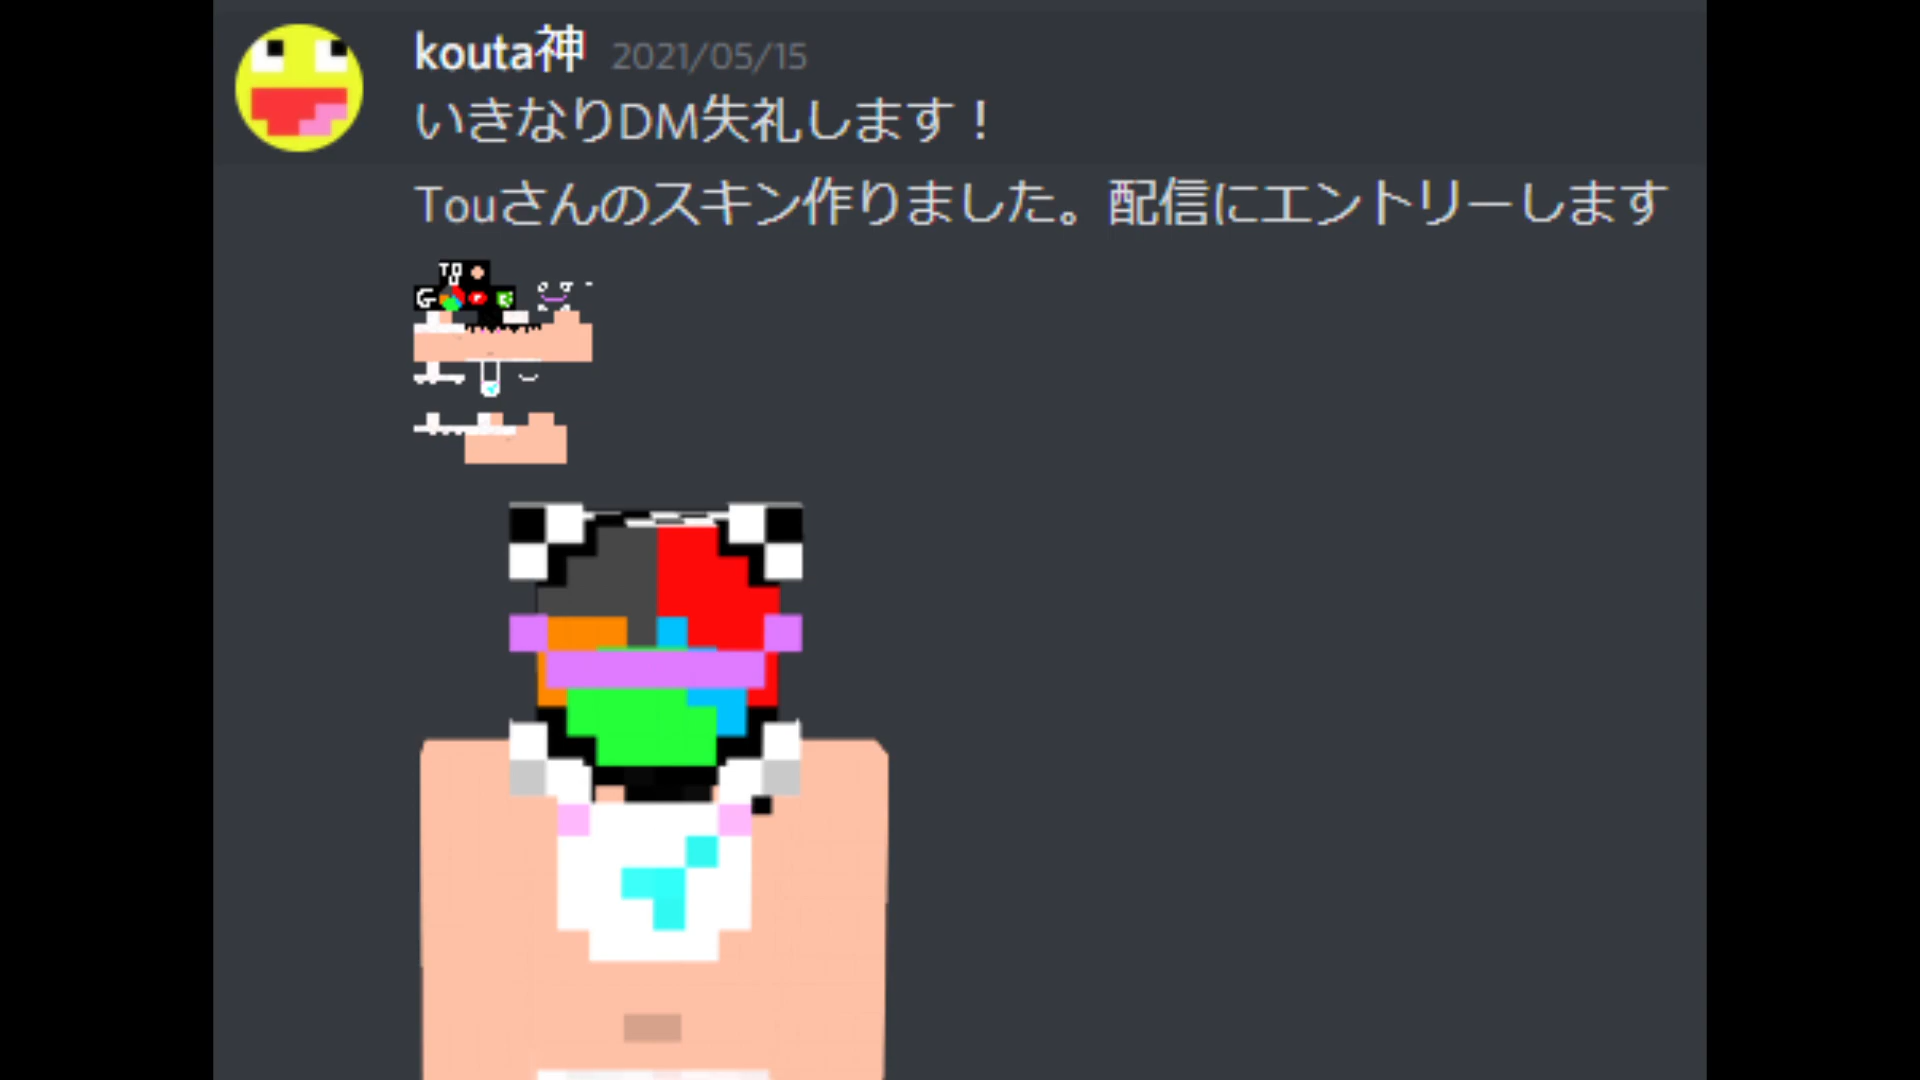 kouta神 2021/05/15
いきなりDM失礼します！
Touさんのスキン作りました。配信にエントリーします
TO
U
G